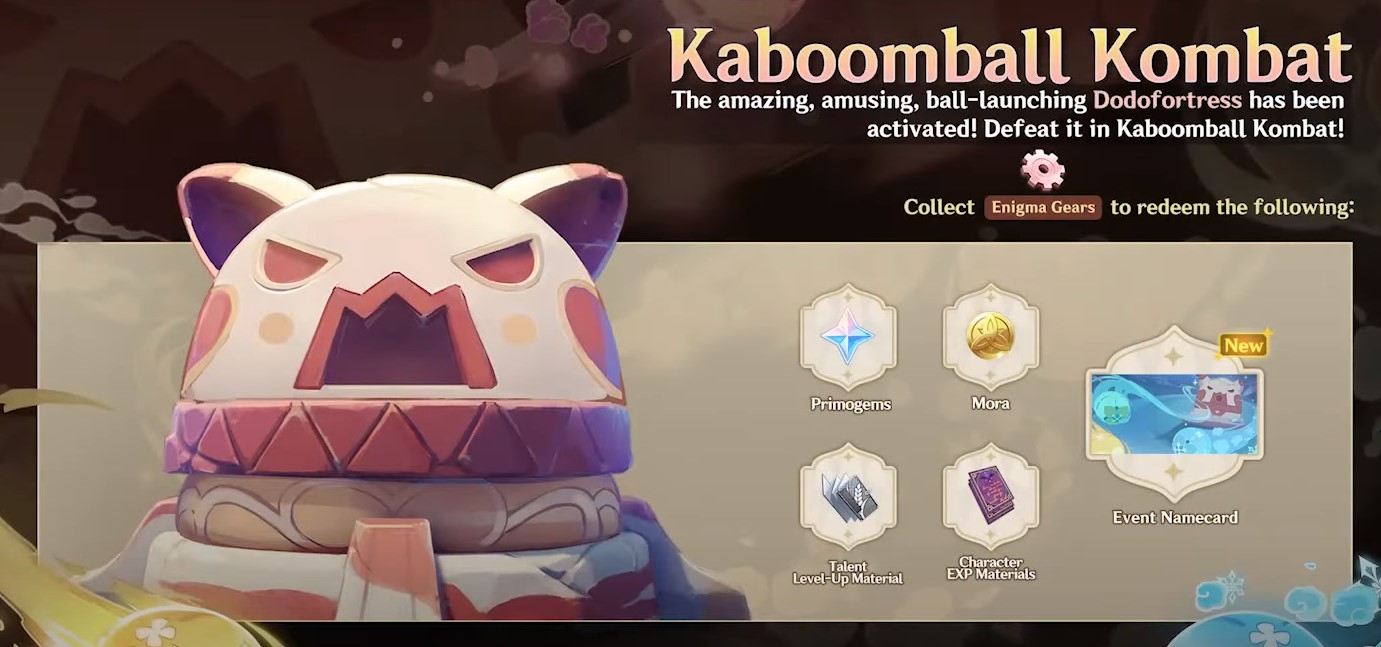 Kaboomball Kombat
The amazing, amusing, ball-launching Dodofortress has been
activated! Defeat it in Kaboomball Kombat!
Collect Enigma Gears to redeem the following:
Primogems
Mora
New
Talent
Level-Up Material
Character
EXP Materials
Event Namecard